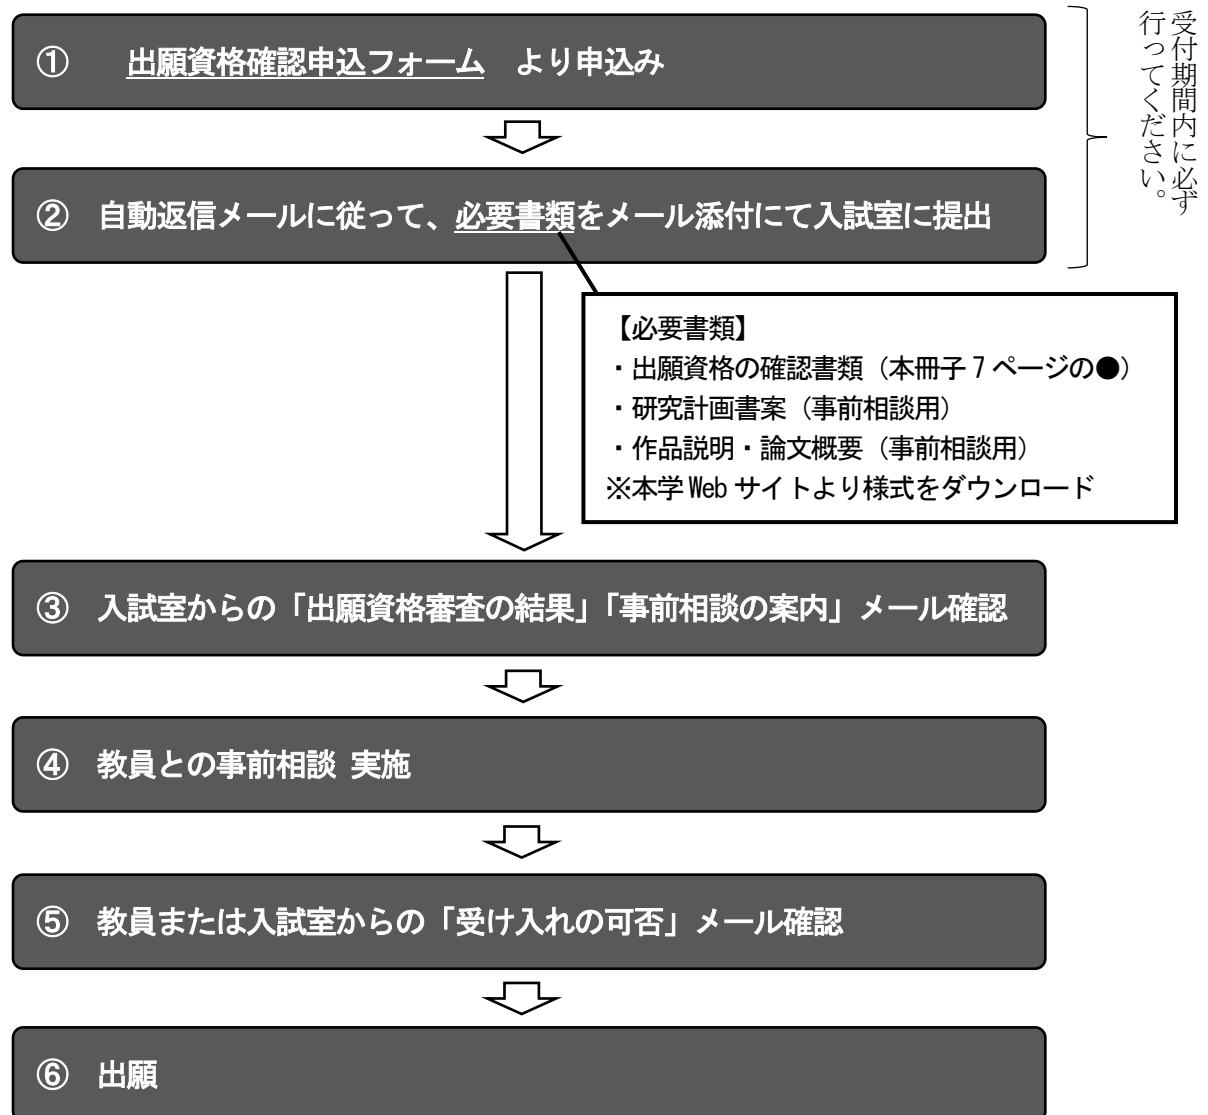 ① 出願資格確認申込フォーム より申込み
受付期間内に必ず
行ってください。
② 自動返信メールに従って、必要書類をメール添付にて入試室に提出
【必要書類】
・出願資格の確認書類（本冊子7ページの●）
・研究計画書案（事前相談用）
・作品説明・論文概要（事前相談用）
※本学Webサイトより様式をダウンロード
③ 入試室からの「出願資格審査の結果」「事前相談の案内」メール確認
④ 教員との事前相談 実施
⑤ 教員または入試室からの「受け入れの可否」メール確認
⑥ 出願